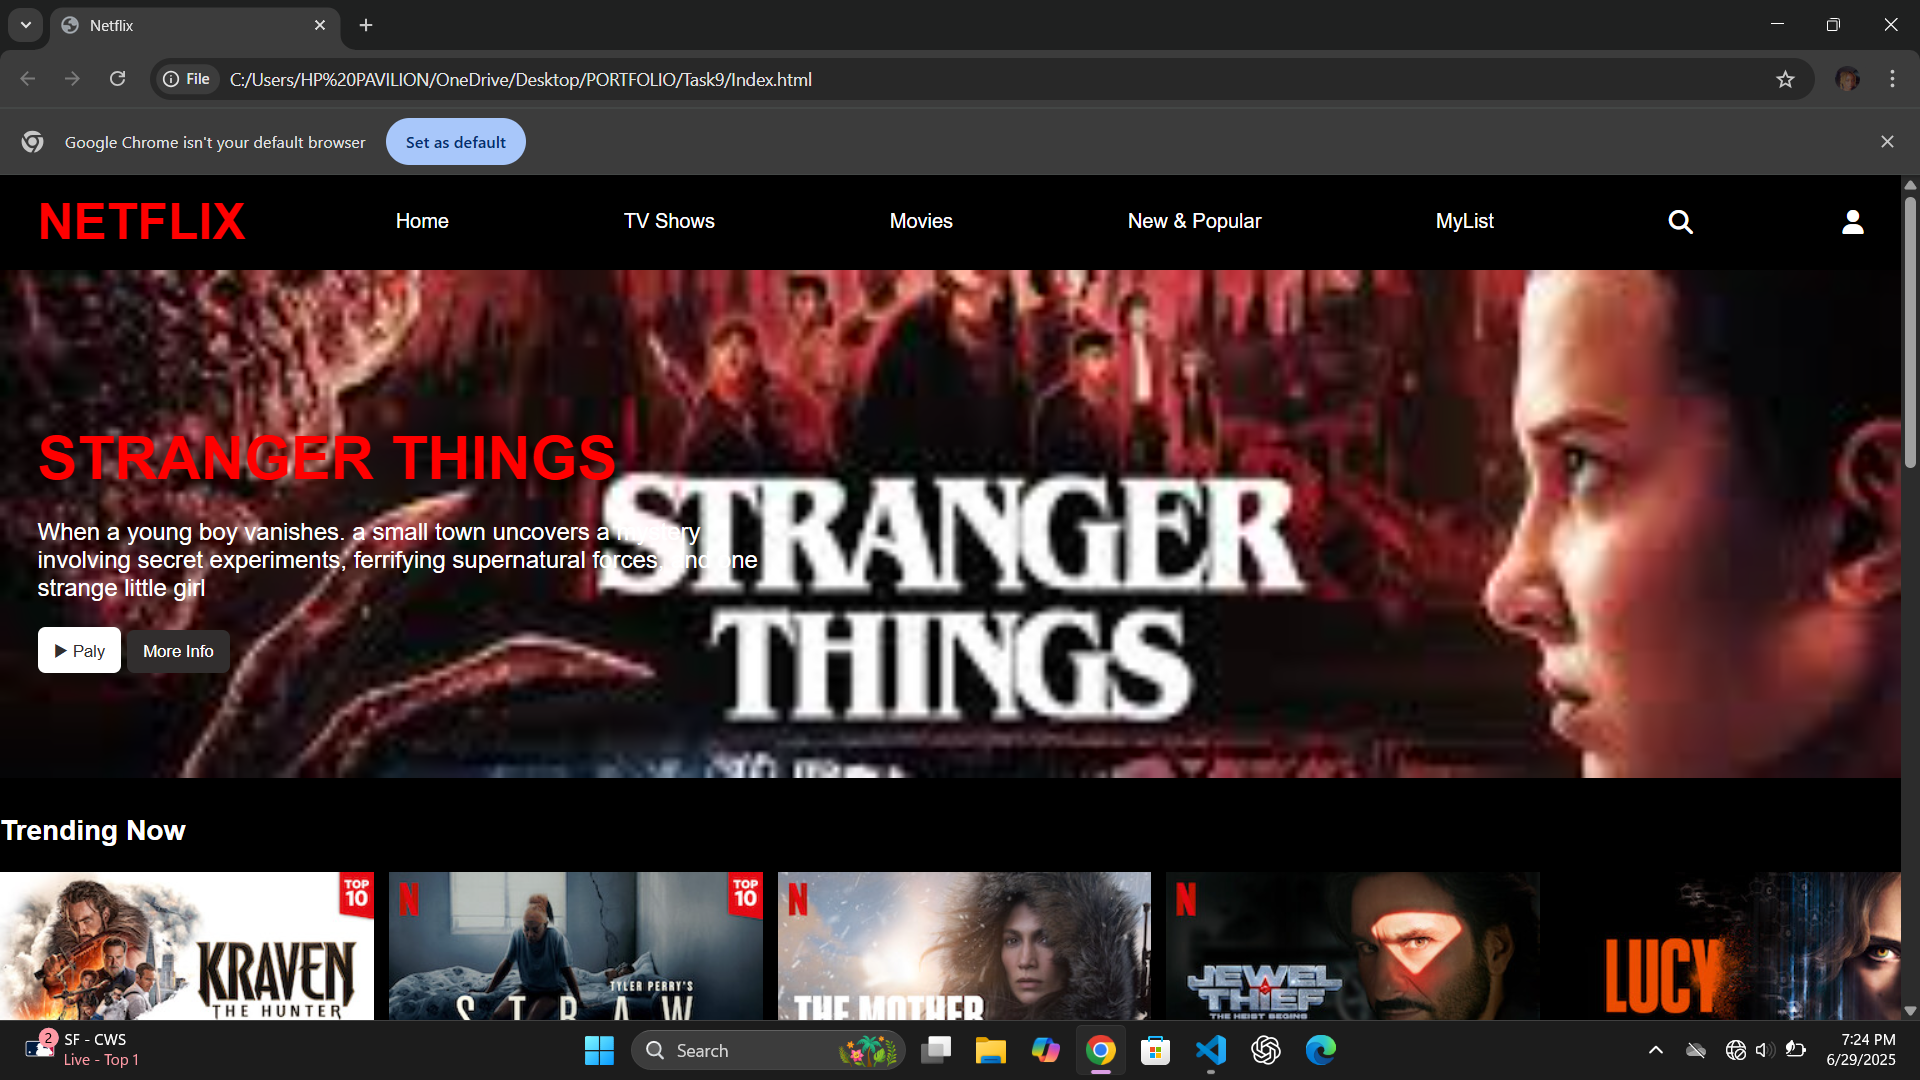 Netflix
File
C:/Users/HP%20PAVILION/OneDrive/Desktop/PORTFOLIO/Task9/Index.html
Google Chrome isn't your default browser
Set as default
NETFLIX
Home
TV Shows
Movies
New & Popular
MyList
STRANGER THINGS
STRANGER
THINGS
When a young boy vanishes. a small town uncovers a mystery
involving secret experiments, ferrifying supernatural forces. and one
strange little girl
Paly
More Info
Trending Now
TOP
10
KRAVEN
THE HUNTER
N
TOP
10
TYLER PERRY'S
STRAW
N
THE MOTHER
N
JEWEL
THIEF
THE HEIST BEGINS
LUCY
2
SF - CWS
Live - Top 1
Search
7:24 PM
6/29/2025